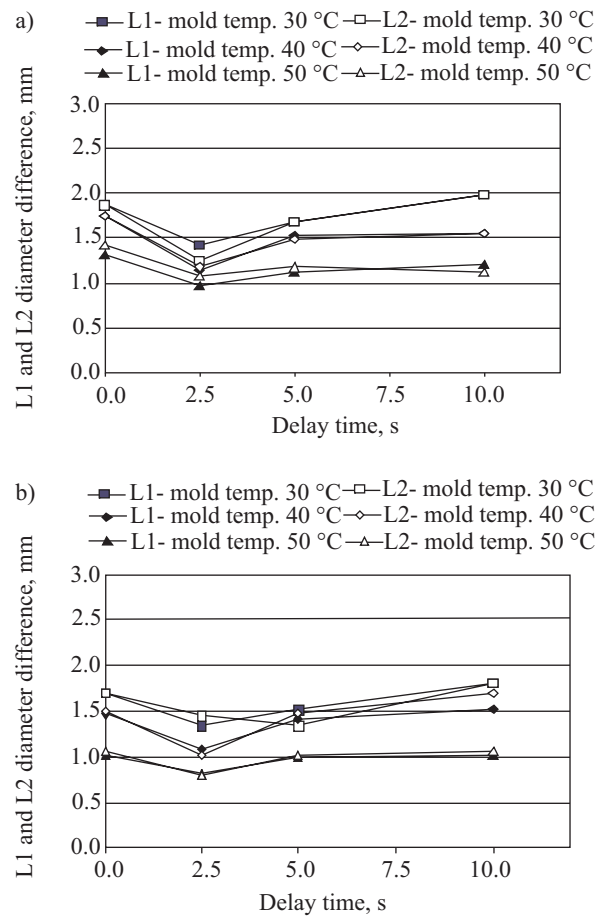 a)
L1- mold temp. 30 °C L2- mold temp. 30 °C
L1- mold temp. 40 °C L2- mold temp. 40 °C
L1- mold temp. 50 °C L2- mold temp. 50 °C
L1 and L2 diameter difference, mm
3.0
2.5
2.0
1.5
1.0
0.5
0.0
0.0 2.5 5.0 7.5 10.0
Delay time, s
b)
L1- mold temp. 30 °C L2- mold temp. 30 °C
L1- mold temp. 40 °C L2- mold temp. 40 °C
L1- mold temp. 50 °C L2- mold temp. 50 °C
L1 and L2 diameter difference, mm
3.0
2.5
2.0
1.5
1.0
0.5
0.0
0.0 2.5 5.0 7.5 10.0
Delay time, s